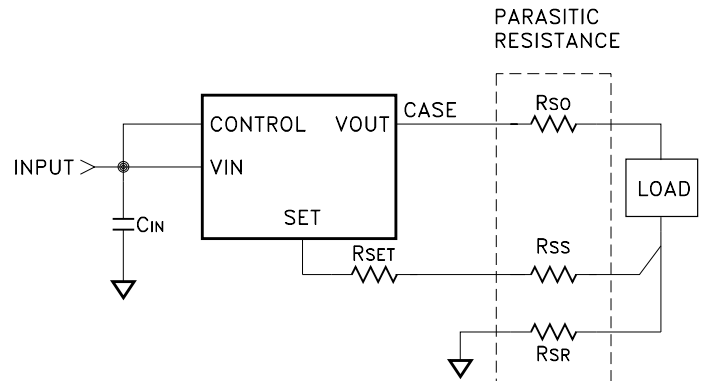 PARASITIC
RESISTANCE
CASE
RSO
CONTROL
VOUT
INPUT
VIN
LOAD
SET
CIN
RSET
RSS
RSR